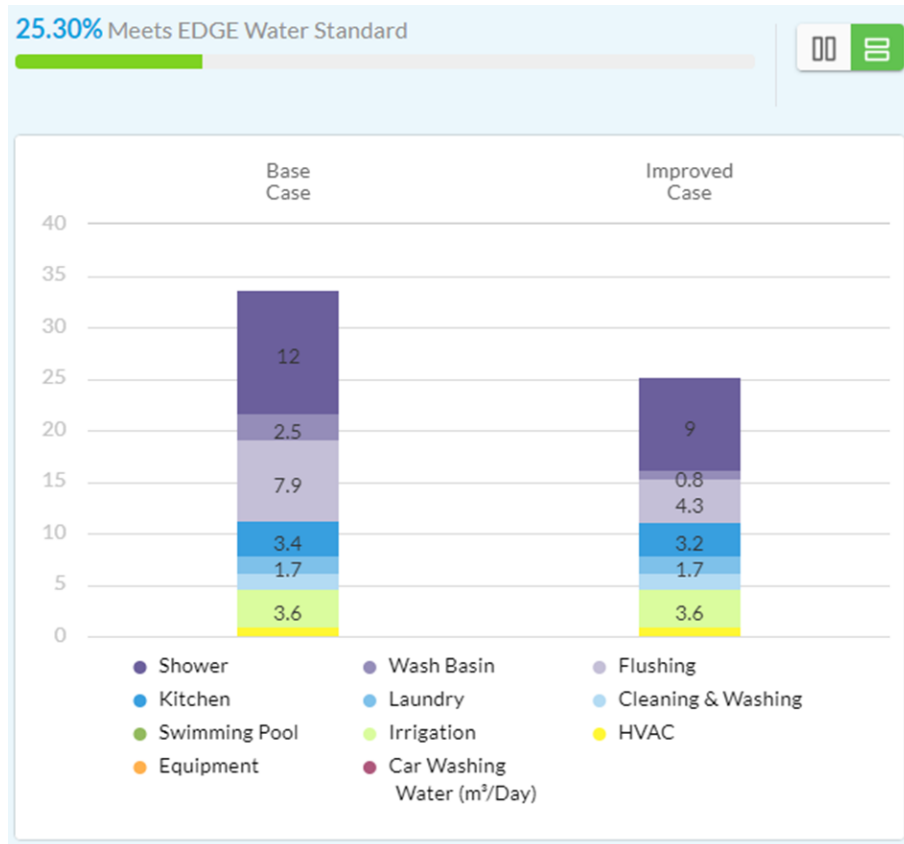 25.30% Meets EDGE Water Standard
Base
Case
Improved
Case
40
35
30
25
20
15
10
5
0
12
2.5
7.9
3.4
1.7
3.6
9
0.8
4.3
3.2
1.7
3.6
Shower Wash Basin Flushing
Kitchen Laundry Cleaning & Washing
Swimming Pool Irrigation HVAC
Equipment Car Washing
Water (m³/Day)